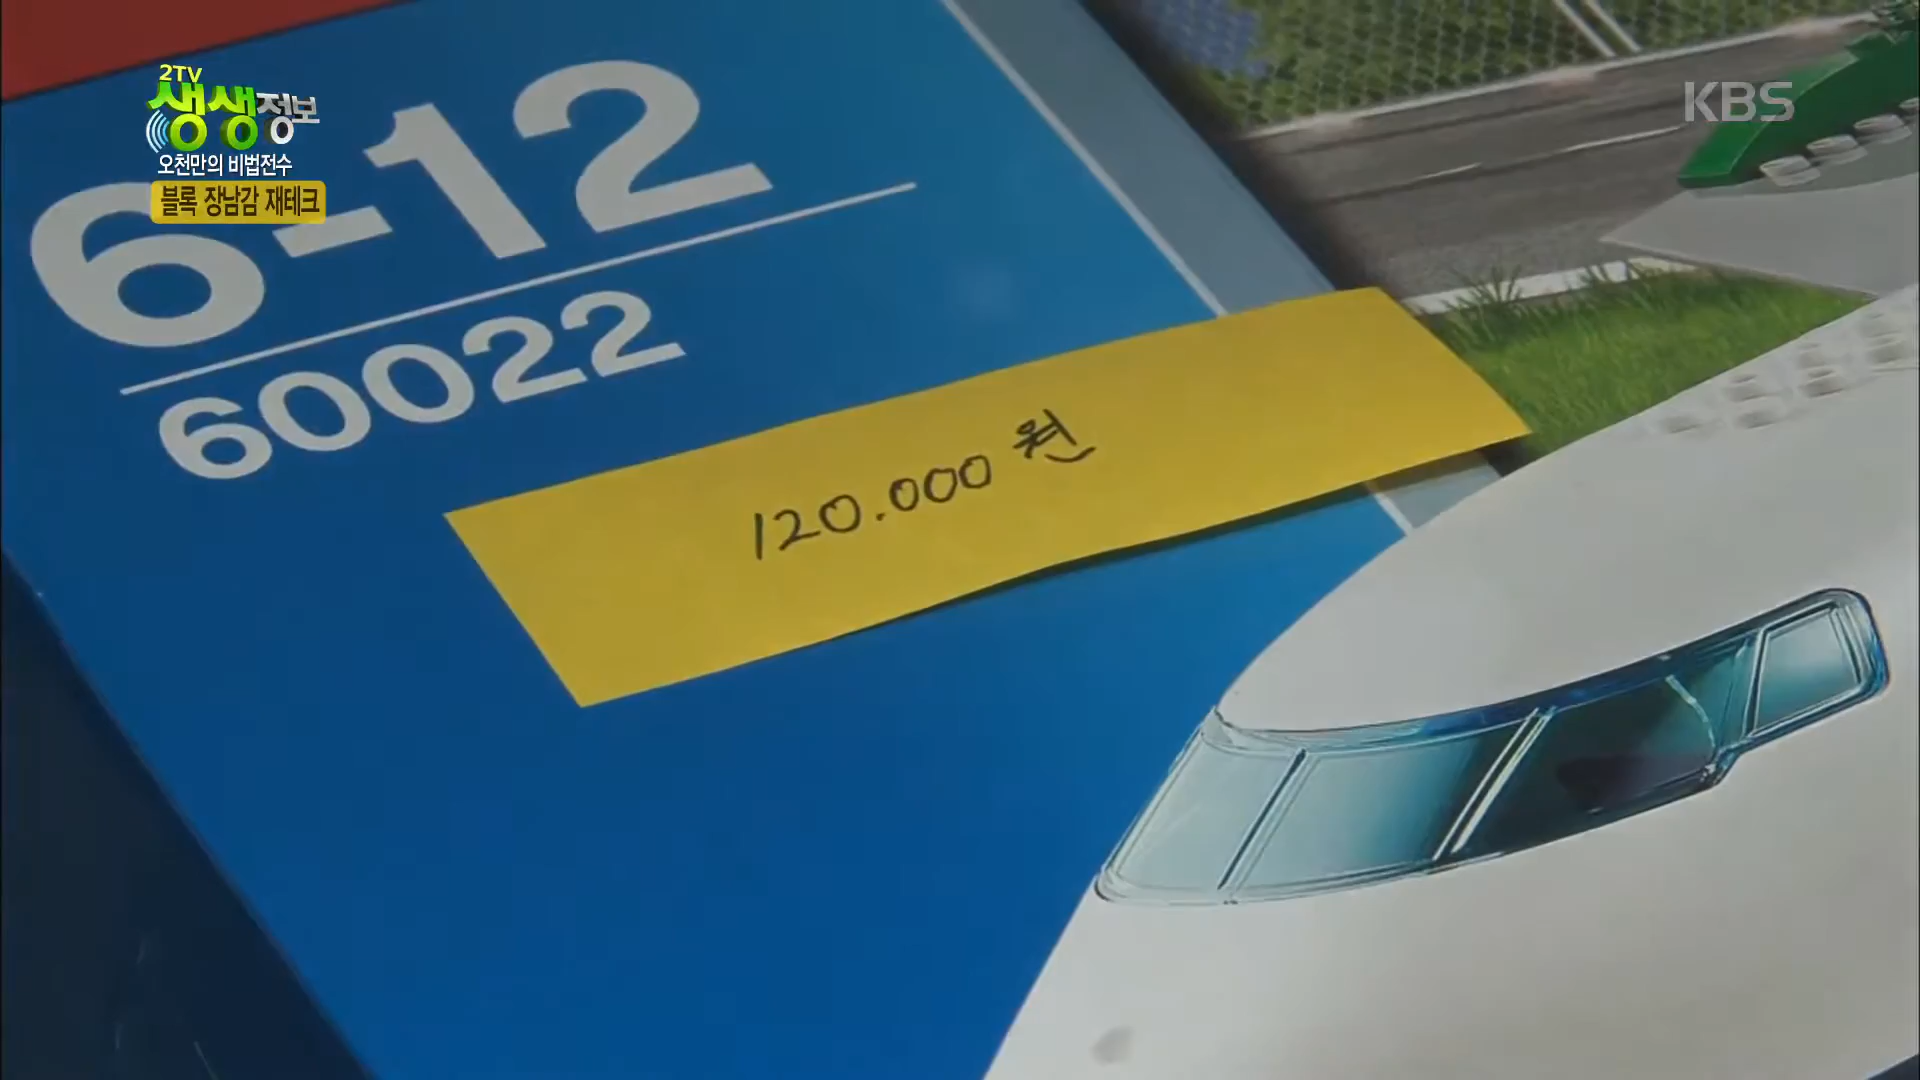 2TV
생생정보
오천만의 비법전수
블록 장남감 재테크
KBS
6-12
60022
120.000 원